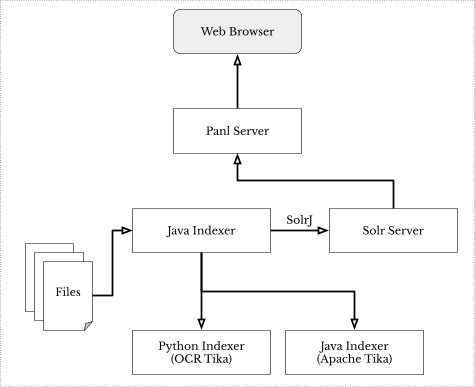 Web Browser
Panl Server
Java Indexer
SolrJ
Solr Server
Files
Python Indexer
(OCR Tika)
Java Indexer
(Apache Tika)